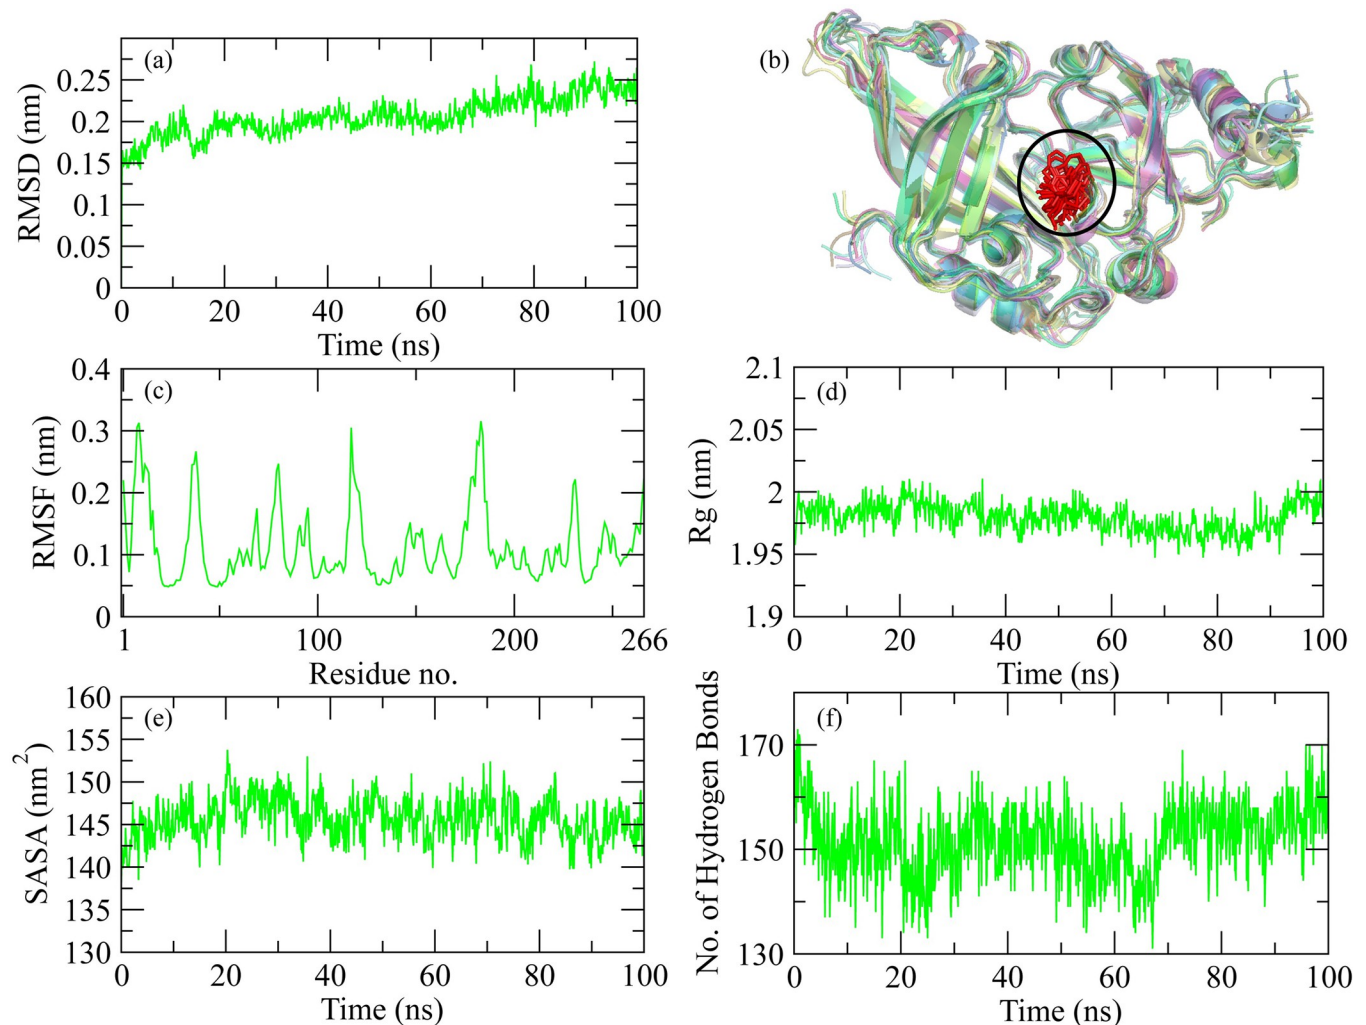 (a)
RMSD (nm)
0.25
0.2
0.15
0.1
0.05
0
0 20 40 60 80 100
Time (ns)
(b)
(c)
RMSF (nm)
0.4
0.3
0.2
0.1
0
1 100 200 266
Residue no.
(d)
Rg (nm)
2.1
2.05
2
1.95
1.9
0 20 40 60 80 100
Time (ns)
(e)
SASA (nm²)
160
155
150
145
140
135
130
0 20 40 60 80 100
Time (ns)
(f)
No. of Hydrogen Bonds
170
150
130
0 20 40 60 80 100
Time (ns)